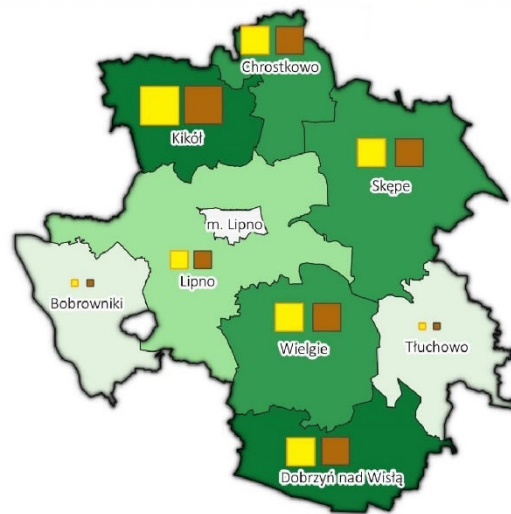 Chrostkowo
Kikół
Skępe
m. Lipno
Lipno
Bobrowniki
Wielgie
Tłuchowo
Dobrzyń nad Wisłą